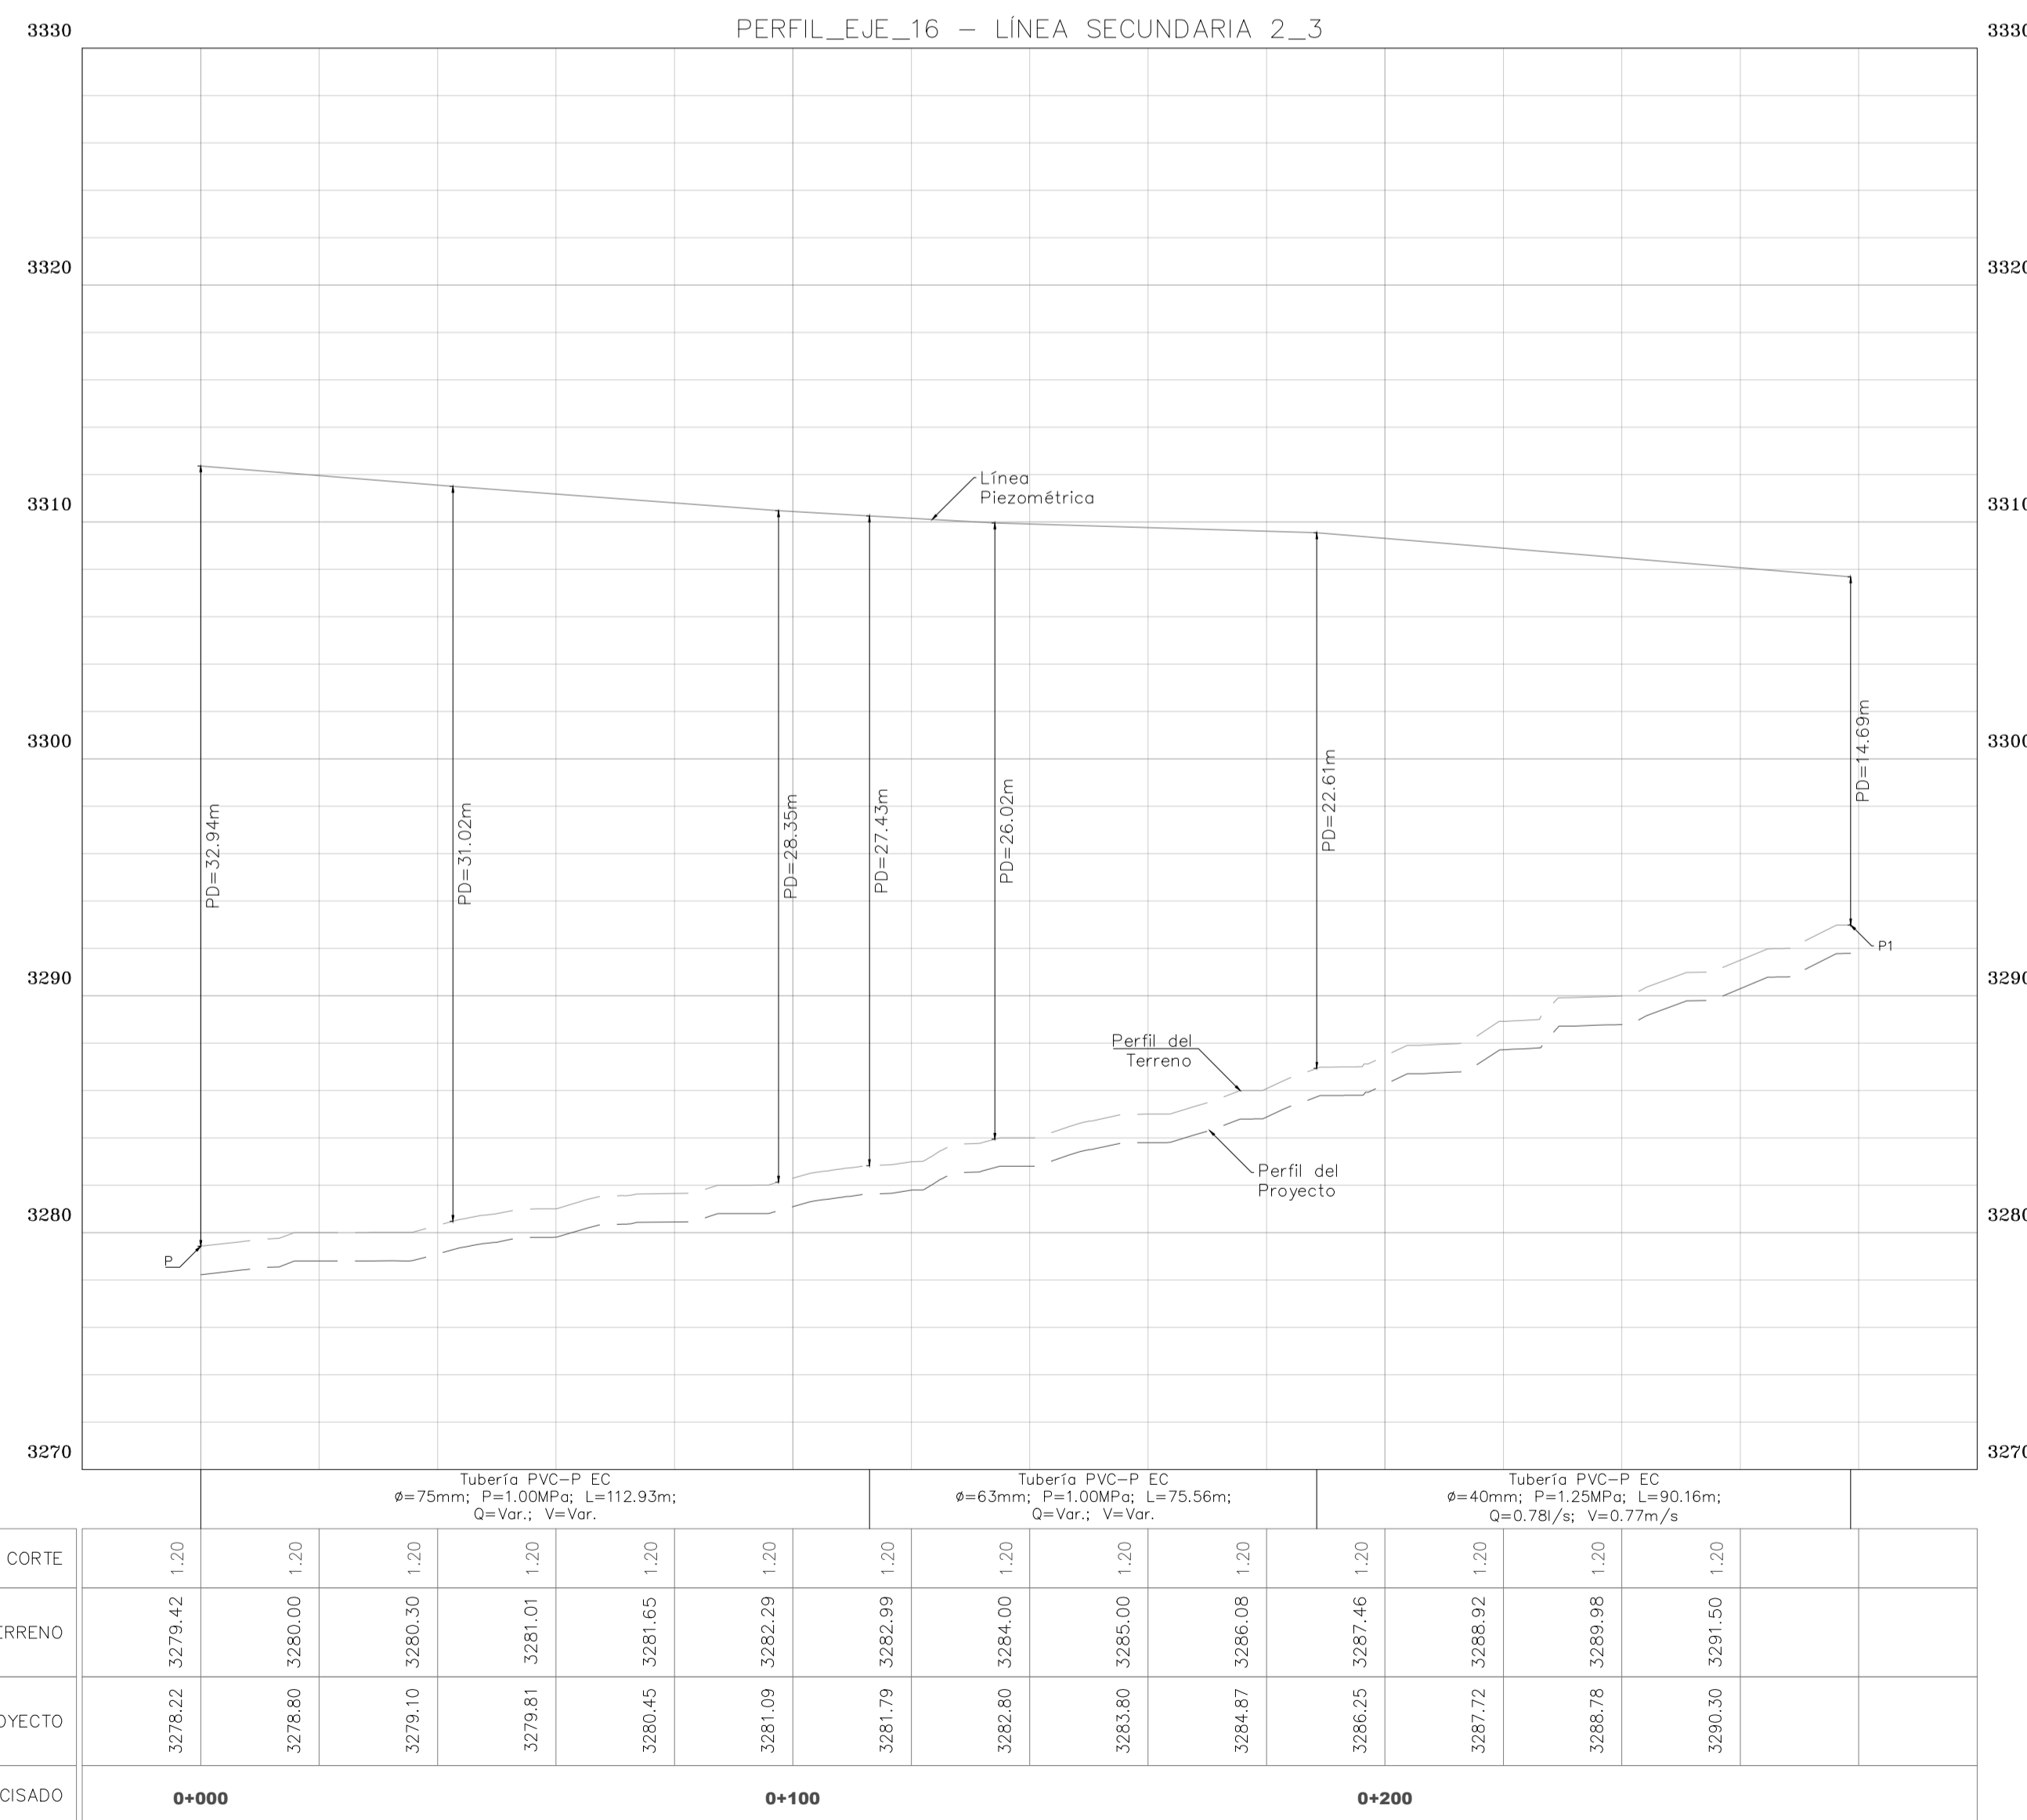 PERFIL_EJE_16 – LÍNEA SECUNDARIA 2_3
3330
3330
3320
3320
3310
3310
3300
3300
3290
3290
3280
3280
3270
3270
Línea
Piezométrica
PD=32.94m
PD=31.02m
PD=28.35m
PD=27.43m
PD=26.02m
PD=22.61m
PD=14.69m
P1
Perfil del
Terreno
Perfil del
Proyecto
P
Tubería PVC–P EC
ø=75mm; P=1.00MPa; L=112.93m;
Q=Var.; V=Var.
Tubería PVC–P EC
ø=63mm; P=1.00MPa; L=75.56m;
Q=Var.; V=Var.
Tubería PVC–P EC
ø=40mm; P=1.25MPa; L=90.16m;
Q=0.78l/s; V=0.77m/s
CORTE 1.20 1.20 1.20 1.20 1.20 1.20 1.20 1.20 1.20 1.20 1.20 1.20 1.20 1.20
ERRENO 3279.42 3280.00 3280.30 3281.01 3281.65 3282.29 3282.99 3284.00 3285.00 3286.08 3287.46 3288.92 3289.98 3291.50
OYECTO 3278.22 3278.80 3279.10 3279.81 3280.45 3281.09 3281.79 3282.80 3283.80 3284.87 3286.25 3287.72 3288.78 3290.30
CISADO 0+000 0+100 0+200